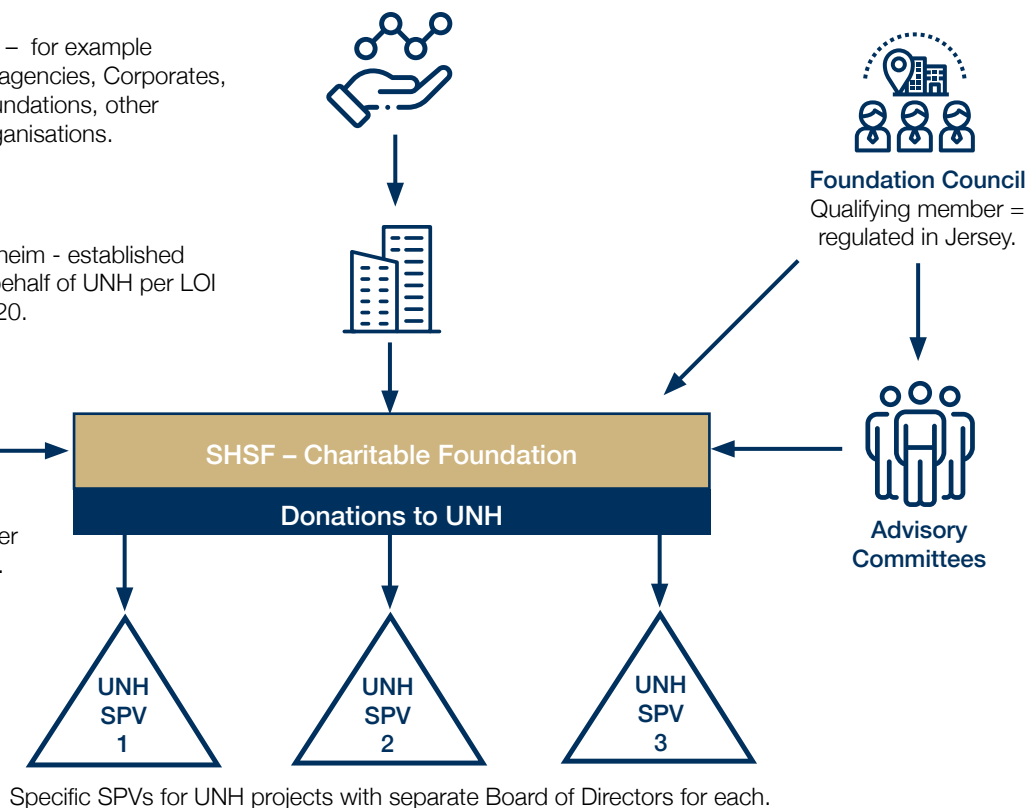 – for example
agencies, Corporates,
undations, other
ganisations.
Foundation Council
Qualifying member =
regulated in Jersey.
heim - established
behalf of UNH per LOI
20.
SHSF – Charitable Foundation
Donations to UNH
er
.
Advisory
Committees
UNH
SPV
1
UNH
SPV
2
UNH
SPV
3
Specific SPVs for UNH projects with separate Board of Directors for each.